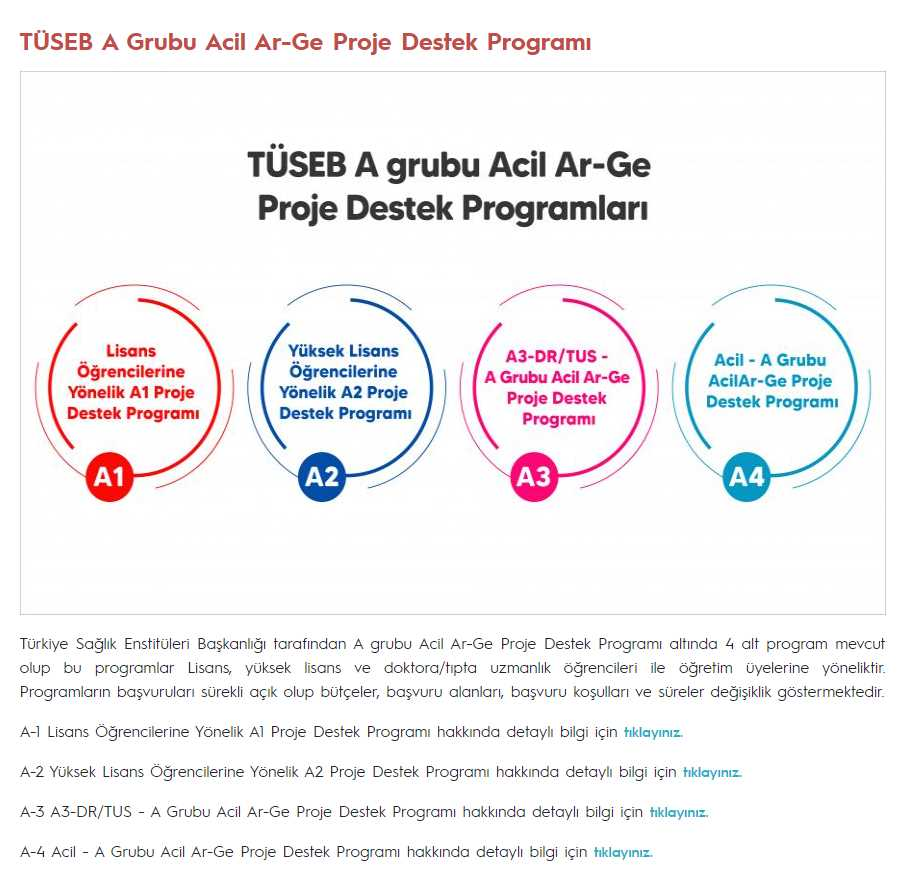 TÜSEB A Grubu Acil Ar-Ge Proje Destek Programı
TÜSEB A grubu Acil Ar-Ge
Proje Destek Programları
Lisans
Öğrencilerine
Yönelik A1 Proje
Destek Programı
A1
Yüksek Lisans
Öğrencilerine
Yönelik A2 Proje
Destek Programı
A2
A3-DR/TUS -
A Grubu Acil Ar-Ge
Proje Destek
Programı
A3
Acil - A Grubu
AcilAr-Ge Proje
Destek Programı
A4
Türkiye Sağlık Enstitüleri Başkanlığı tarafından A grubu Acil Ar-Ge Proje Destek Programı altında 4 alt program mevcut
olup bu programlar Lisans, yüksek lisans ve doktora/tıpta uzmanlık öğrencileri ile öğretim üyelerine yöneliktir.
Programların başvuruları sürekli açık olup bütçeler, başvuru alanları, başvuru koşulları ve süreler değişiklik göstermektedir.
A-1 Lisans Öğrencilerine Yönelik A1 Proje Destek Programı hakkında detaylı bilgi için tıklayınız.
A-2 Yüksek Lisans Öğrencilerine Yönelik A2 Proje Destek Programı hakkında detaylı bilgi için tıklayınız.
A-3 A3-DR/TUS - A Grubu Acil Ar-Ge Proje Destek Programı hakkında detaylı bilgi için tıklayınız.
A-4 Acil - A Grubu Acil Ar-Ge Proje Destek Programı hakkında detaylı bilgi için tıklayınız.